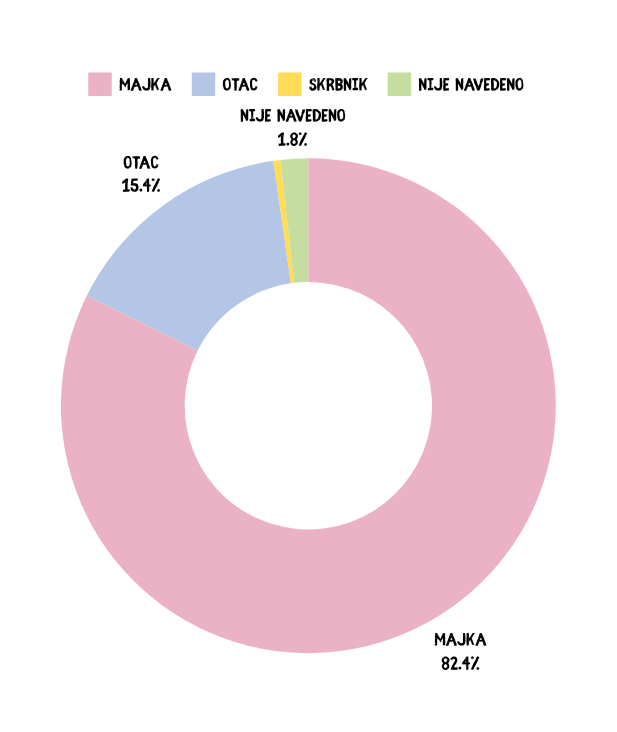 MAJKA OTAC SKRBNIK NIJE NAVEDENO
NIJE NAVEDENO
1.8%
OTAC
15.4%
MAJKA
82.4%